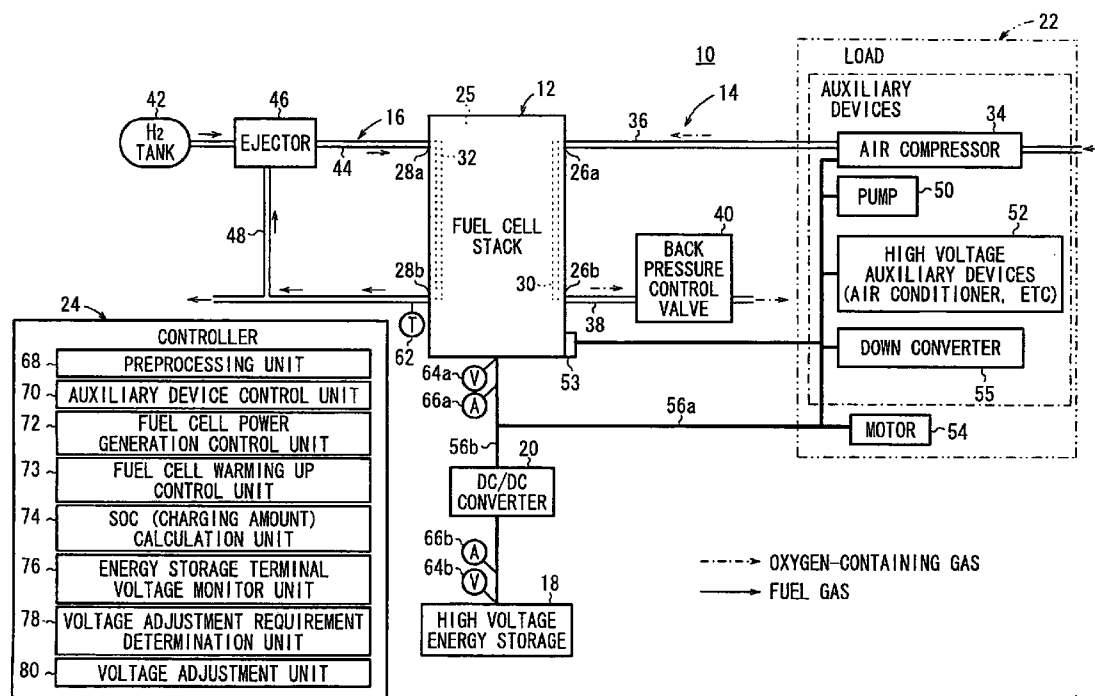 22
10
LOAD
42
46
12
14
AUXILIARY
DEVICES
H2
TANK
EJECTOR
16
25
36
34
AIR COMPRESSOR
44
28a
32
26a
PUMP
50
48
FUEL CELL
STACK
40
BACK
PRESSURE
CONTROL
VALVE
52
HIGH VOLTAGE
AUXILIARY DEVICES
(AIR CONDITIONER, ETC)
28b
30
26b
38
24
T
62
53
DOWN CONVERTER
55
CONTROLLER
68
PREPROCESSING UNIT
70
AUXILIARY DEVICE CONTROL UNIT
72
FUEL CELL POWER
GENERATION CONTROL UNIT
73
FUEL CELL WARMING UP
CONTROL UNIT
74
SOC (CHARGING AMOUNT)
CALCULATION UNIT
76
ENERGY STORAGE TERMINAL
VOLTAGE MONITOR UNIT
78
VOLTAGE ADJUSTMENT REQUIREMENT
DETERMINATION UNIT
80
VOLTAGE ADJUSTMENT UNIT
64a
V
66a
A
56a
MOTOR
54
56b
20
DC/DC
CONVERTER
66b
A
64b
V
18
HIGH VOLTAGE
ENERGY STORAGE
OXYGEN-CONTAINING GAS
FUEL GAS